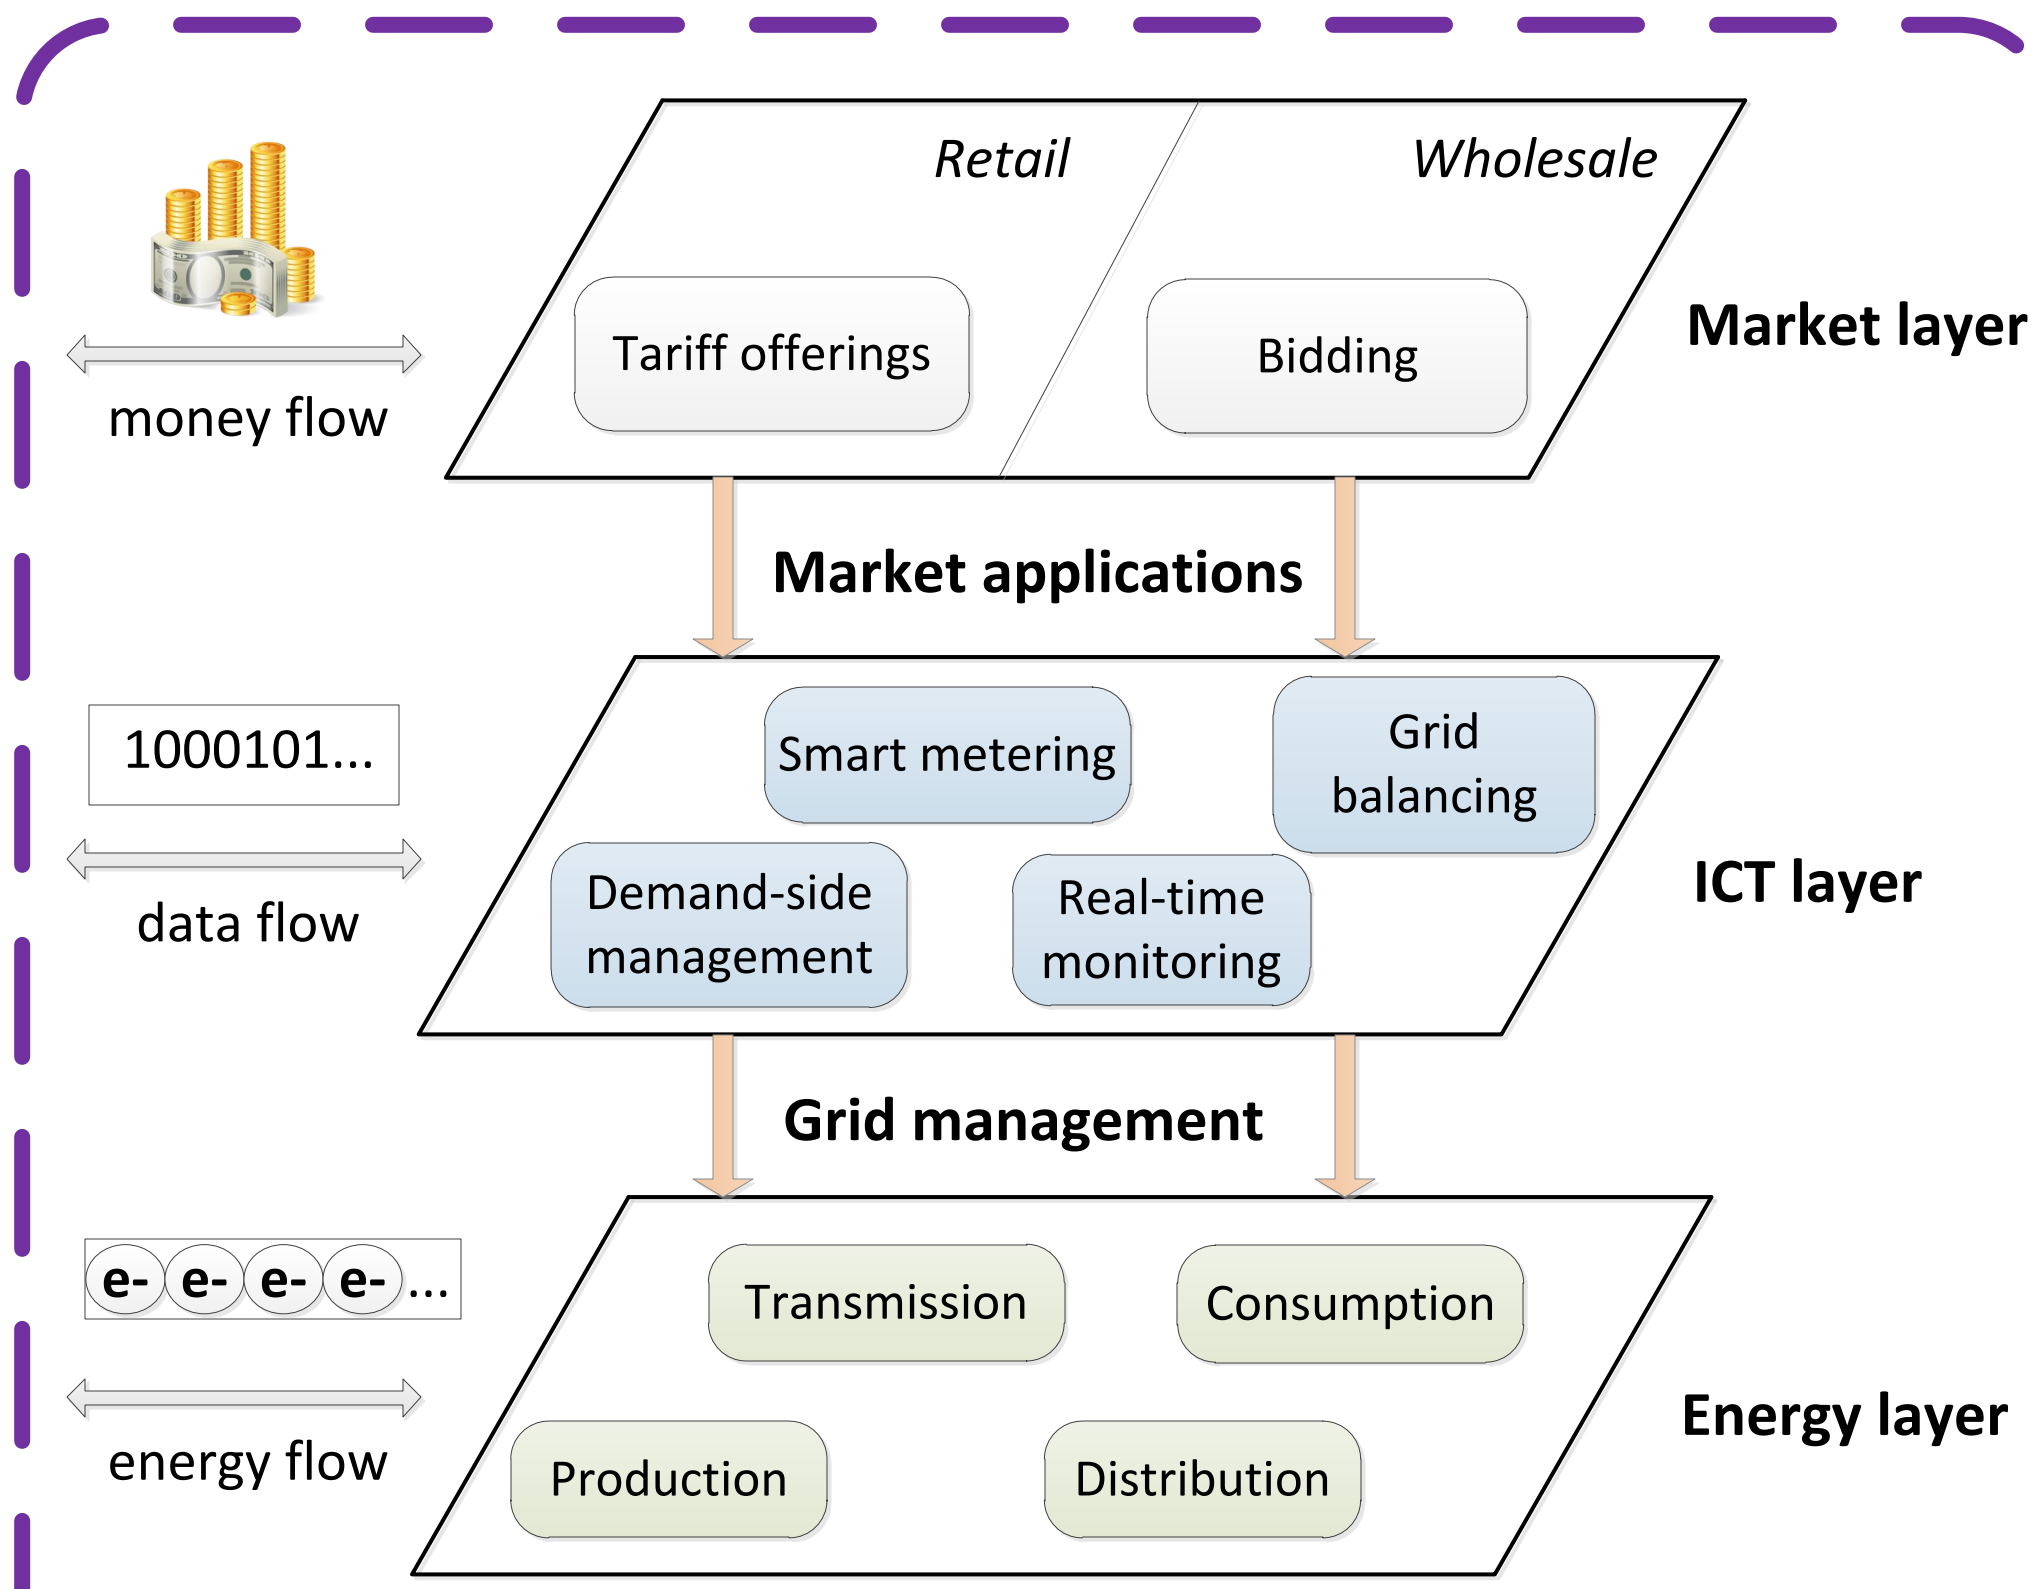 Retail
Wholesale
Tariff offerings
Bidding
Market layer
money flow
Market applications
1000101...
Smart metering
Grid
balancing
data flow
Demand-side
management
Real-time
monitoring
ICT layer
Grid management
e- e- e- e- ...
Transmission
Consumption
energy flow
Production
Distribution
Energy layer